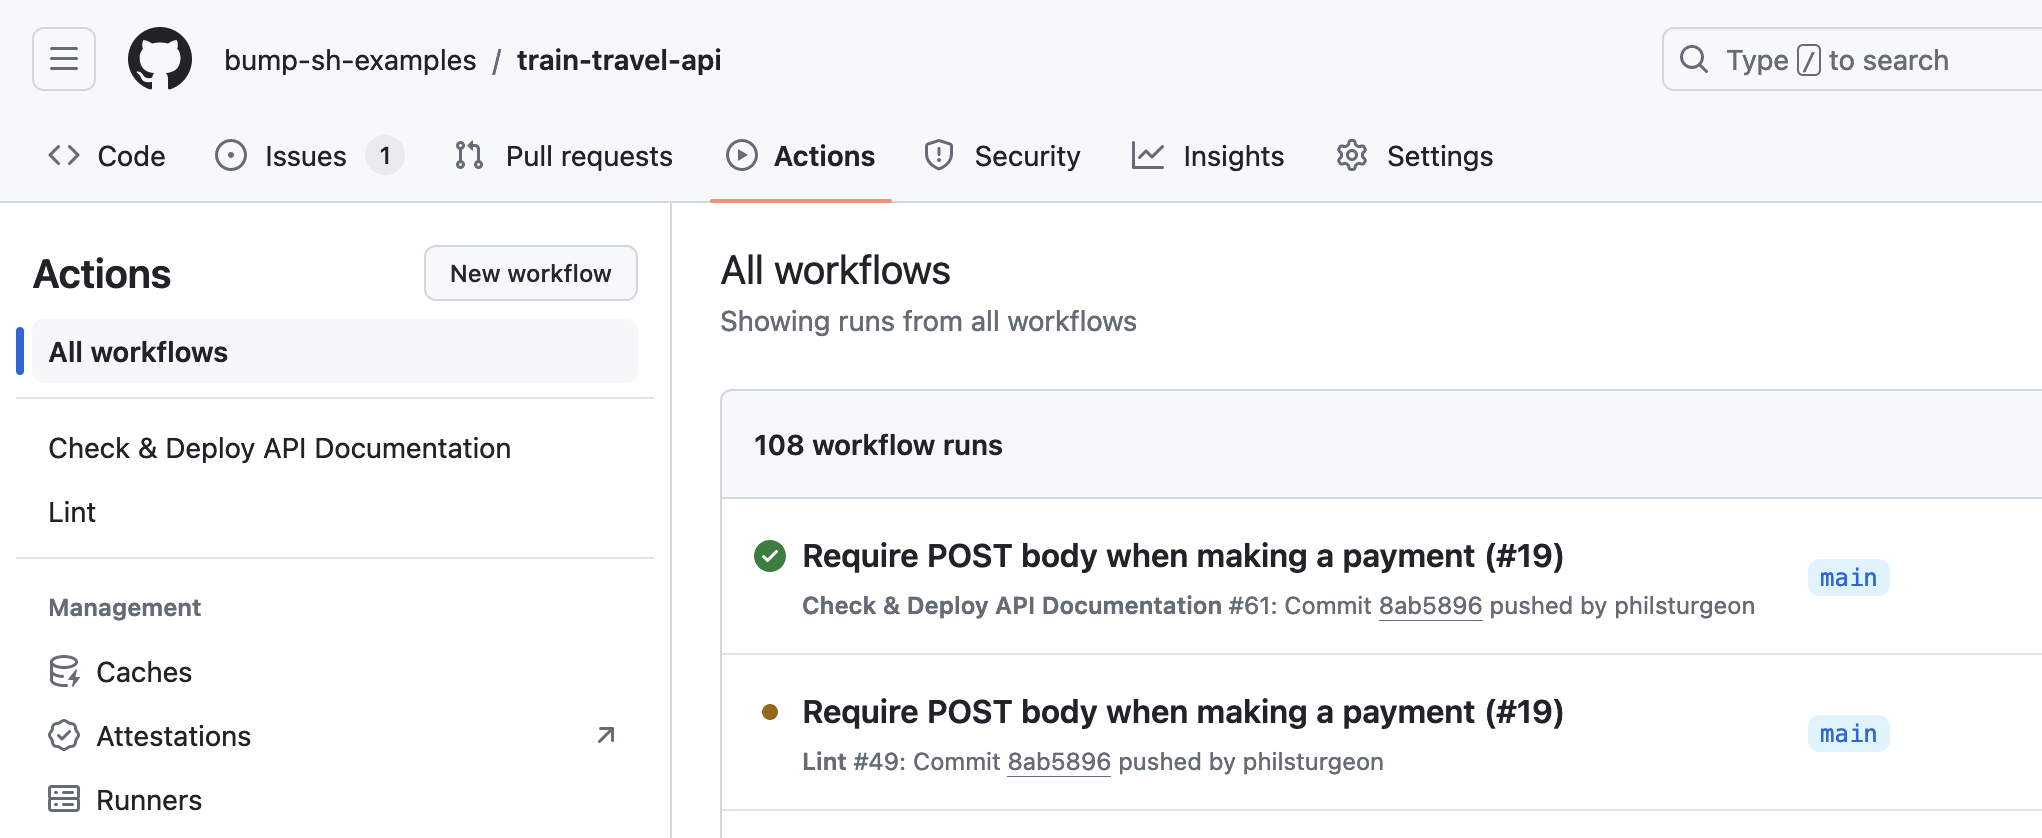 bump-sh-examples / train-travel-api
Type / to search
Code Issues 1 Pull requests Actions Security Insights Settings
Actions
New workflow
All workflows
Check & Deploy API Documentation
Lint
Management
Caches
Attestations
Runners
All workflows
Showing runs from all workflows
108 workflow runs
Require POST body when making a payment (#19)
Check & Deploy API Documentation #61: Commit 8ab5896 pushed by philsturgeon
main
Require POST body when making a payment (#19)
Lint #49: Commit 8ab5896 pushed by philsturgeon
main